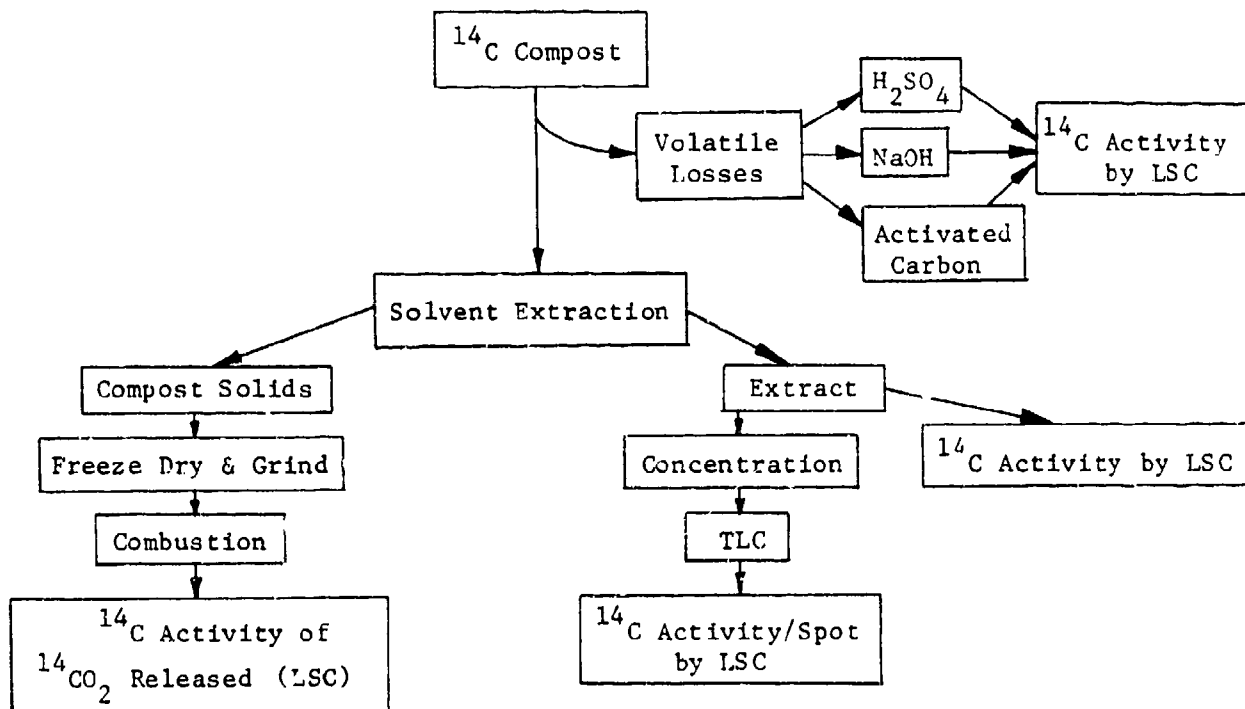 14C Compost
H2SO4
Volatile
Losses
NaOH
14C Activity
by LSC
Activated
Carbon
Solvent Extraction
Compost Solids
Extract
Freeze Dry & Grind
Concentration
14C Activity by LSC
Combustion
TLC
14C Activity of
14CO2 Released (LSC)
14C Activity/Spot
by LSC